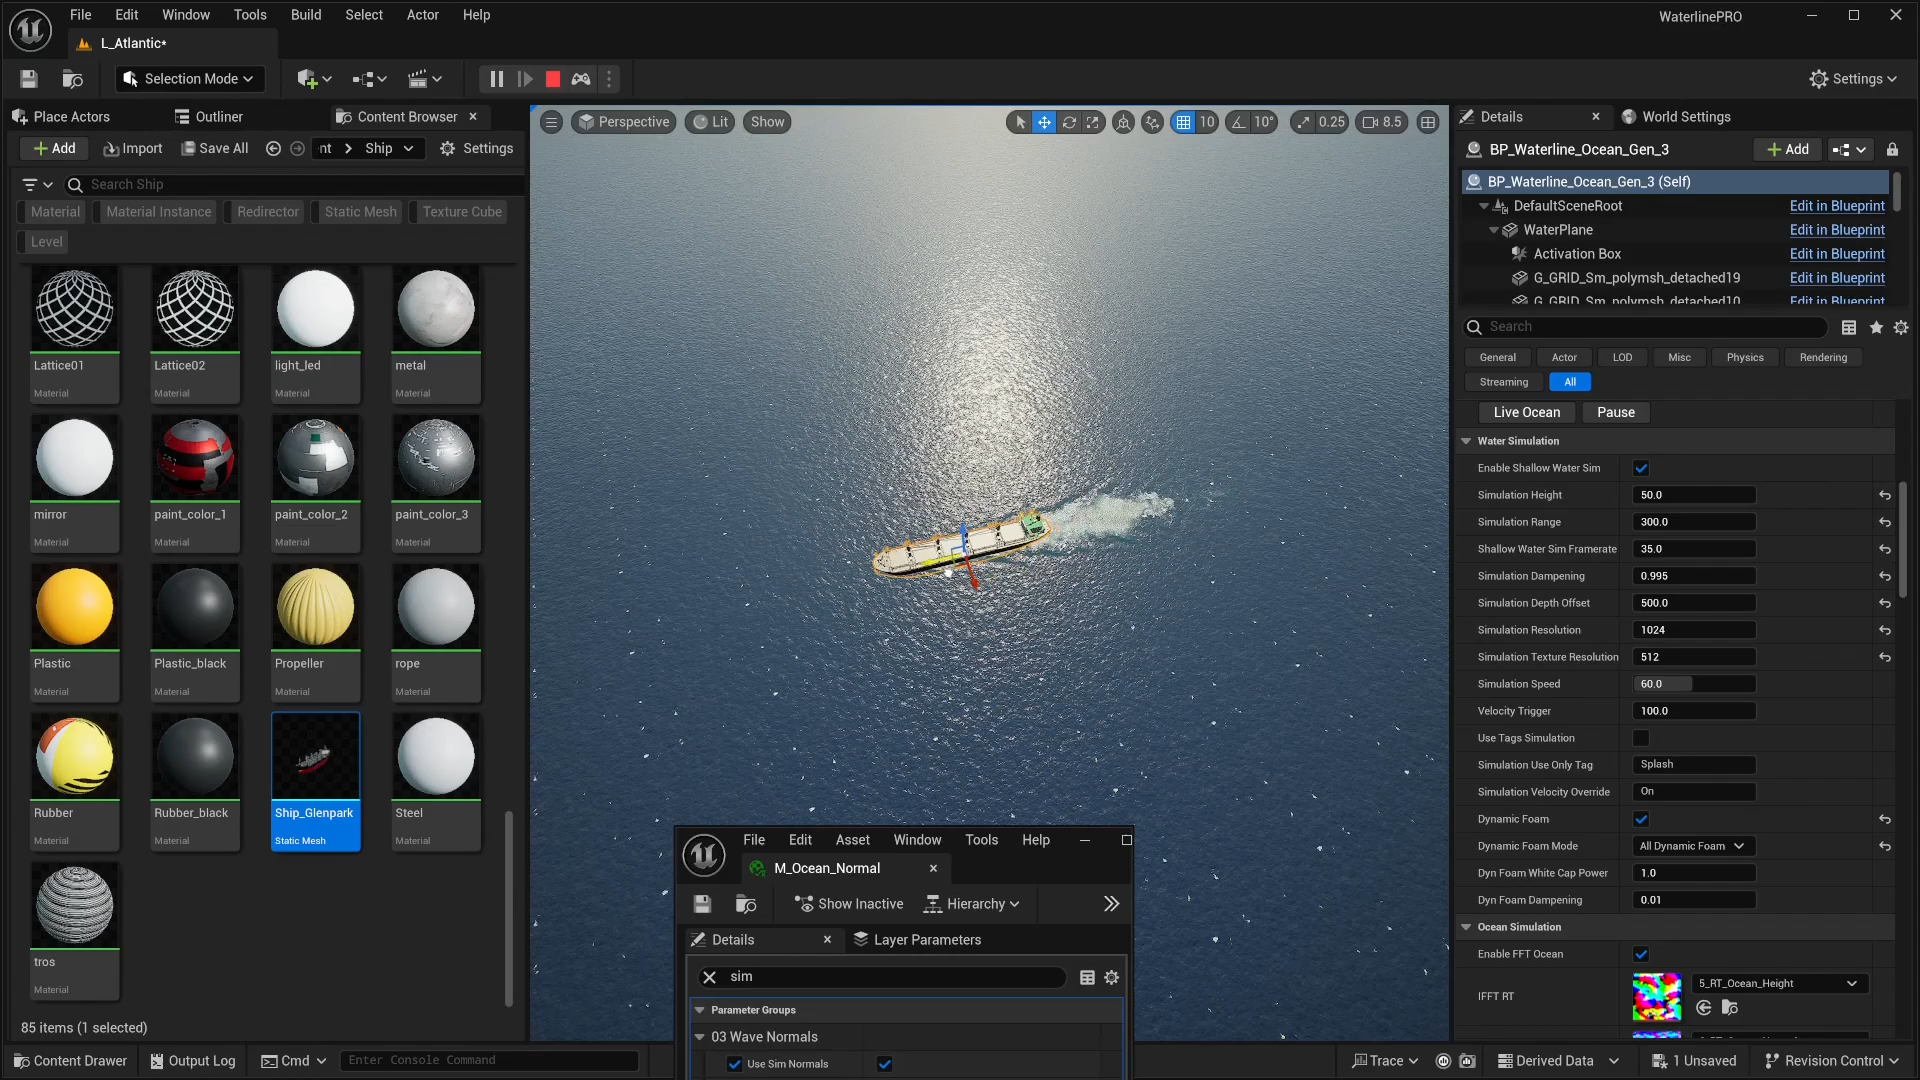 File Edit Window Tools Build Select Actor Help
WaterlinePRO
L_Atlantic*
Selection Mode
Settings
Place Actors
Outliner
Content Browser
Add
Import
Save All
nt > Ship
Settings
Search Ship
Material
Material Instance
Redirector
Static Mesh
Texture Cube
Level
Lattice01
Lattice02
light_led
metal
Material
Material
Material
Material
mirror
paint_color_1
paint_color_2
paint_color_3
Material
Material
Material
Material
Plastic
Plastic_black
Propeller
rope
Material
Material
Material
Material
Rubber
Rubber_black
Ship_Glenpark
Steel
Material
Material
Static Mesh
Material
tros
Material
85 items (1 selected)
Content Drawer
Output Log
Cmd
Enter Console Command
Perspective
Lit
Show
10
10°
0.25
8.5
File Edit Asset Window Tools Help
M_Ocean_Normal
Show Inactive
Hierarchy
Details
Layer Parameters
sim
Parameter Groups
03 Wave Normals
Use Sim Normals
Details
World Settings
BP_Waterline_Ocean_Gen_3
Add
BP_Waterline_Ocean_Gen_3 (Self)
DefaultSceneRoot Edit in Blueprint
WaterPlane Edit in Blueprint
Activation Box Edit in Blueprint
G_GRID_Sm_polymsh_detached19 Edit in Blueprint
G_GRID_Sm_polymsh_detached10 Edit in Blueprint
Search
General
Actor
LOD
Misc
Physics
Rendering
Streaming
All
Live Ocean
Pause
Water Simulation
Enable Shallow Water Sim
Simulation Height 50.0
Simulation Range 300.0
Shallow Water Sim Framerate 35.0
Simulation Dampening 0.995
Simulation Depth Offset 500.0
Simulation Resolution 1024
Simulation Texture Resolution 512
Simulation Speed 60.0
Velocity Trigger 100.0
Use Tags Simulation
Simulation Use Only Tag Splash
Simulation Velocity Override On
Dynamic Foam
Dynamic Foam Mode All Dynamic Foam
Dyn Foam White Cap Power 1.0
Dyn Foam Dampening 0.01
Ocean Simulation
Enable FFT Ocean
IFFT RT 5_RT_Ocean_Height
Trace
Derived Data
1 Unsaved
Revision Control